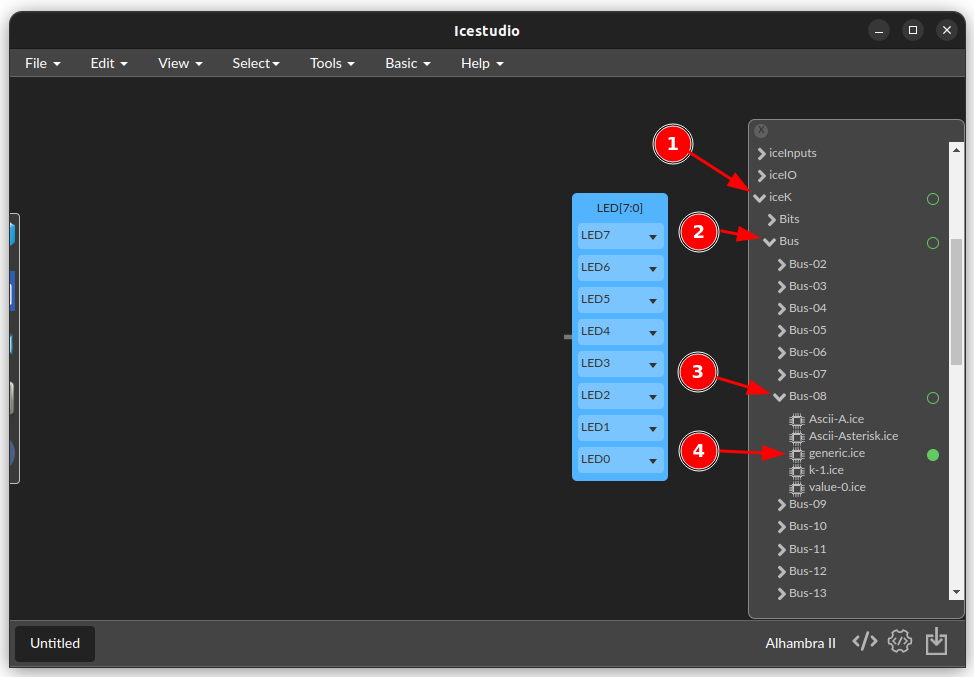 Icestudio
File Edit View Select Tools Basic Help
X
1
iceInputs
iceIO
iceK
Bits
2
Bus
LED[7:0]
LED7
LED6
LED5
LED4
LED3
LED2
LED1
LED0
Bus-02
Bus-03
Bus-04
Bus-05
Bus-06
Bus-07
3
Bus-08
Ascii-A.ice
Ascii-Asterisk.ice
4
generic.ice
k-1.ice
value-0.ice
Bus-09
Bus-10
Bus-11
Bus-12
Bus-13
Untitled
Alhambra II